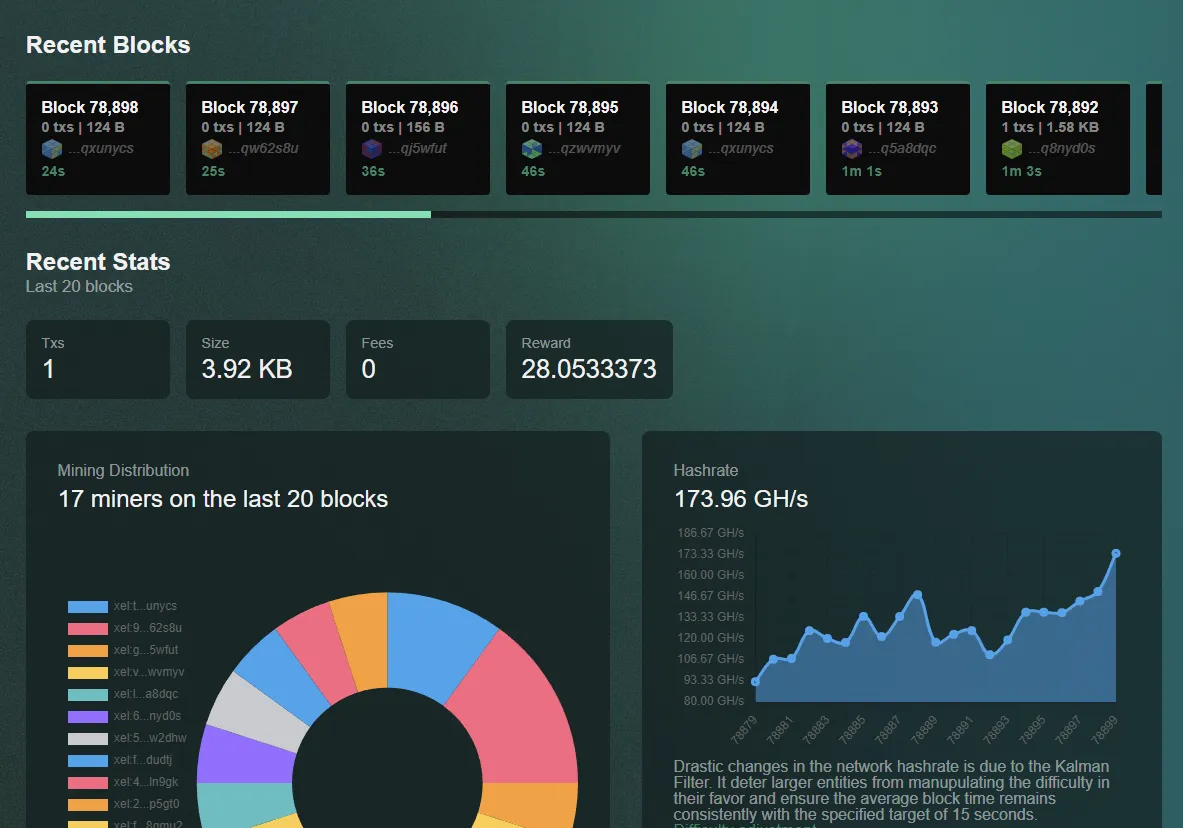 Recent Blocks
Block 78,898
0 txs | 124 B
...qxunycs
24s
Block 78,897
0 txs | 124 B
...qw62s8u
25s
Block 78,896
0 txs | 156 B
...qj5wfut
36s
Block 78,895
0 txs | 124 B
...qzwvmyv
46s
Block 78,894
0 txs | 124 B
...qxunycs
46s
Block 78,893
0 txs | 124 B
...q5a8dqc
1m 1s
Block 78,892
1 txs | 1.58 KB
...q8nyd0s
1m 3s
Recent Stats
Last 20 blocks
Txs
1
Size
3.92 KB
Fees
0
Reward
28.0533373
Mining Distribution
17 miners on the last 20 blocks
xel:t...unycs
xel:9...62s8u
xel:g...5wfut
xel:v...wvmyv
xel:l...a8dqc
xel:6...nyd0s
xel:5...w2dhw
xel:f...dudtj
xel:4...ln9gk
xel:2...p5gt0
xel:f...8qmu2
Hashrate
173.96 GH/s
186.67 GH/s
173.33 GH/s
160.00 GH/s
146.67 GH/s
133.33 GH/s
120.00 GH/s
106.67 GH/s
93.33 GH/s
80.00 GH/s
78879
78881
78883
78885
78887
78889
78891
78893
78895
78897
78899
Drastic changes in the network hashrate is due to the Kalman
Filter. It deter larger entities from manipulating the difficulty in
their favor and ensure the average block time remains
consistently with the specified target of 15 seconds.
Difficulty adjustment